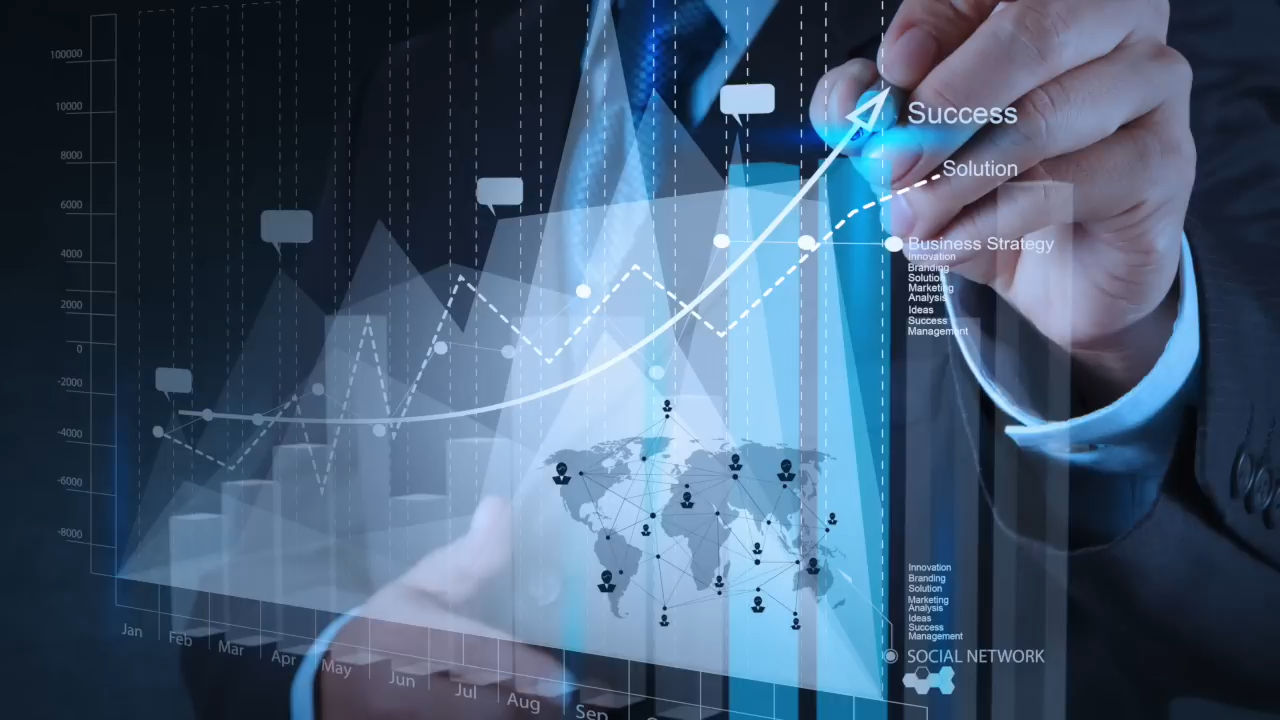 100000
10000
8000
6000
4000
2000
0
-2000
-4000
-6000
-8000
Jan
Feb
Mar
Apr
May
Jun
Jul
Aug
Sep
Success
Solution
Business Strategy
Innovation
Branding
Solution
Marketing
Analysis
Ideas
Success
Management
Innovation
Branding
Solution
Marketing
Analysis
Ideas
Success
Management
SOCIAL NETWORK